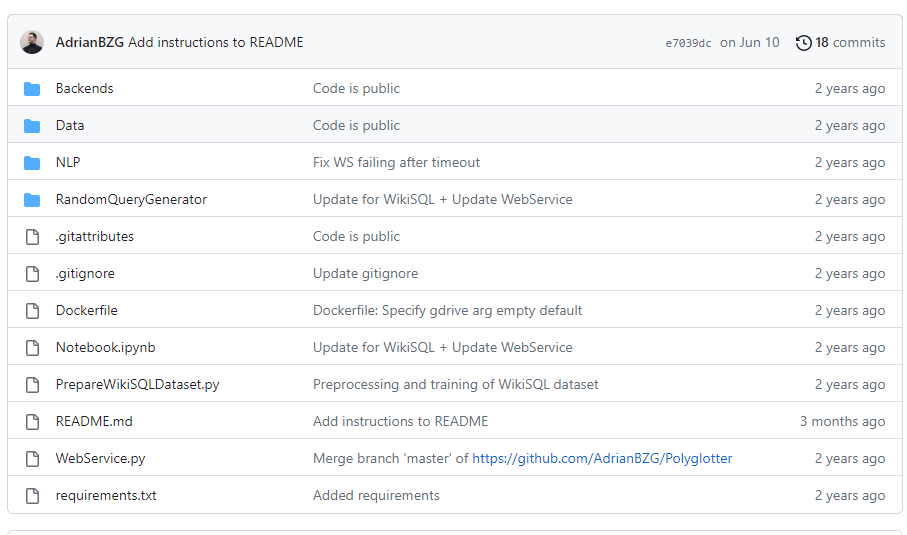 AdrianBZG Add instructions to README e7039dc on Jun 10 18 commits
Backends Code is public 2 years ago
Data Code is public 2 years ago
NLP Fix WS failing after timeout 2 years ago
RandomQueryGenerator Update for WikiSQL + Update WebService 2 years ago
.gitattributes Code is public 2 years ago
.gitignore Update gitignore 2 years ago
Dockerfile Dockerfile: Specify gdrive arg empty default 2 years ago
Notebook.ipynb Update for WikiSQL + Update WebService 2 years ago
PrepareWikiSQLDataset.py Preprocessing and training of WikiSQL dataset 2 years ago
README.md Add instructions to README 3 months ago
WebService.py Merge branch 'master' of https://github.com/AdrianBZG/Polyglotter 2 years ago
requirements.txt Added requirements 2 years ago